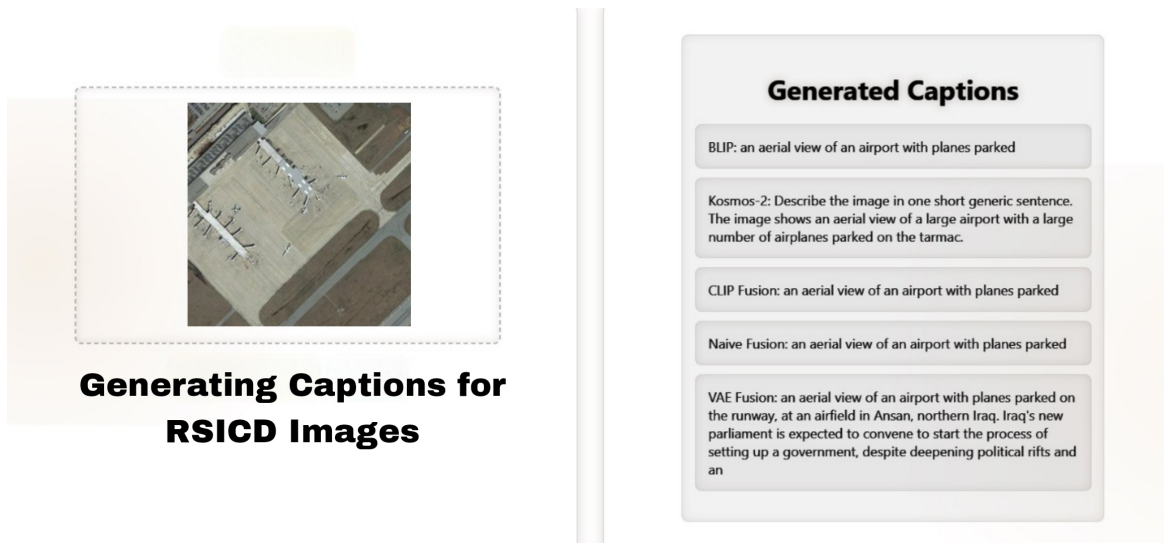 Generating Captions for
RSICD Images
Generated Captions
BLIP: an aerial view of an airport with planes parked
Kosmos-2: Describe the image in one short generic sentence.
The image shows an aerial view of a large airport with a large
number of airplanes parked on the tarmac.
CLIP Fusion: an aerial view of an airport with planes parked
Naive Fusion: an aerial view of an airport with planes parked
VAE Fusion: an aerial view of an airport with planes parked on
the runway, at an airfield in Ansan, northern Iraq. Iraq's new
parliament is expected to convene to start the process of
setting up a government, despite deepening political rifts and
an